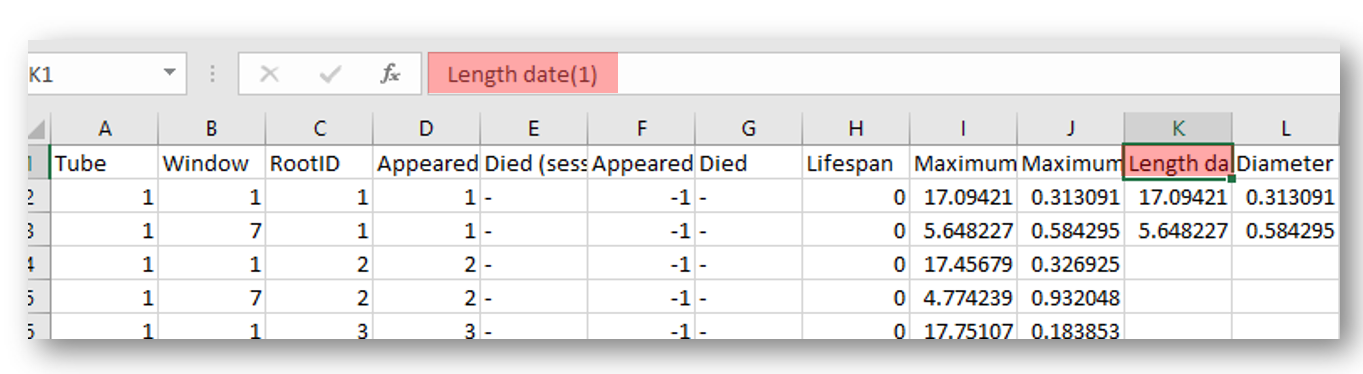 K1 fx Length date(1)
A B C D E F G H I J K L
1 Tube Window RootID Appeared Died (sess Appeared Died Lifespan Maximum Maximum Length da Diameter
2 1 1 1 1 - -1 - 0 17.09421 0.313091 17.09421 0.313091
3 1 7 1 1 - -1 - 0 5.648227 0.584295 5.648227 0.584295
4 1 1 2 2 - -1 - 0 17.45679 0.326925
5 1 7 2 2 - -1 - 0 4.774239 0.932048
1 1 3 3 - -1 - 0 17.75107 0.183853